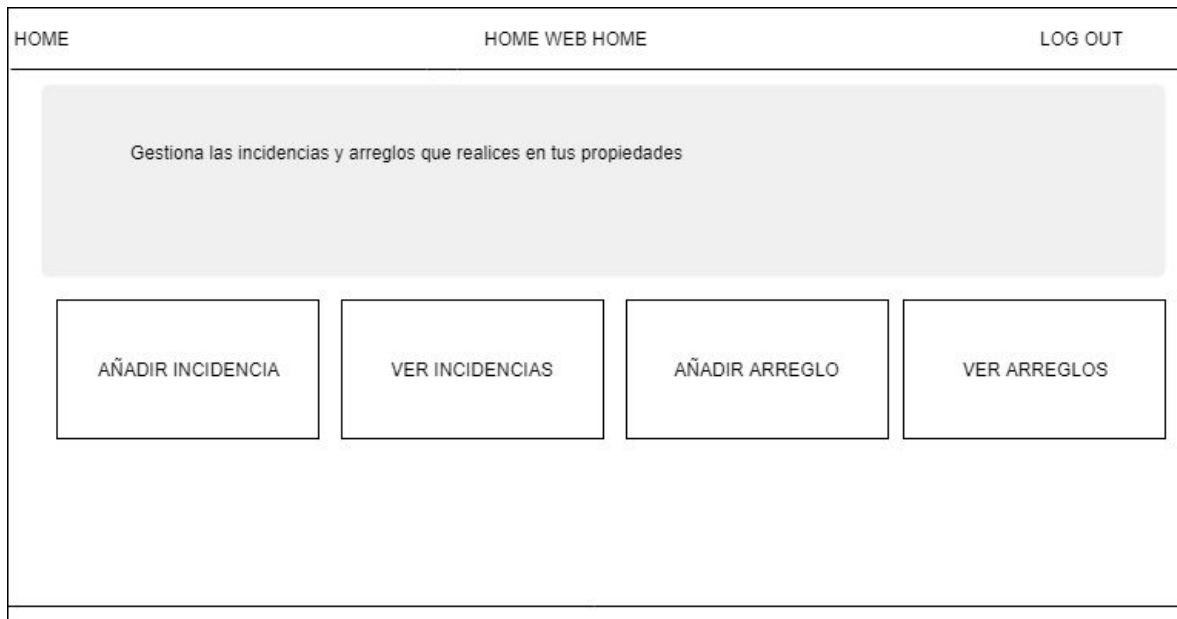 HOME HOME WEB HOME LOG OUT
Gestiona las incidencias y arreglos que realices en tus propiedades
AÑADIR INCIDENCIA VER INCIDENCIAS AÑADIR ARREGLO VER ARREGLOS